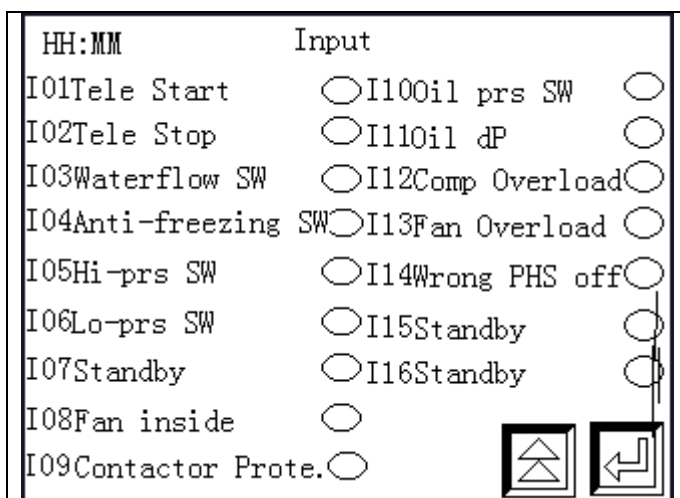 HH:MM Input
I01Tele Start I10Oil prs SW
I02Tele Stop I11Oil dP
I03Waterflow SW I12Comp Overload
I04Anti-freezing SW I13Fan Overload
I05Hi-prs SW I14Wrong PHS off
I06Lo-prs SW I15Standby
I07Standby I16Standby
I08Fan inside
I09Contactor Prote.